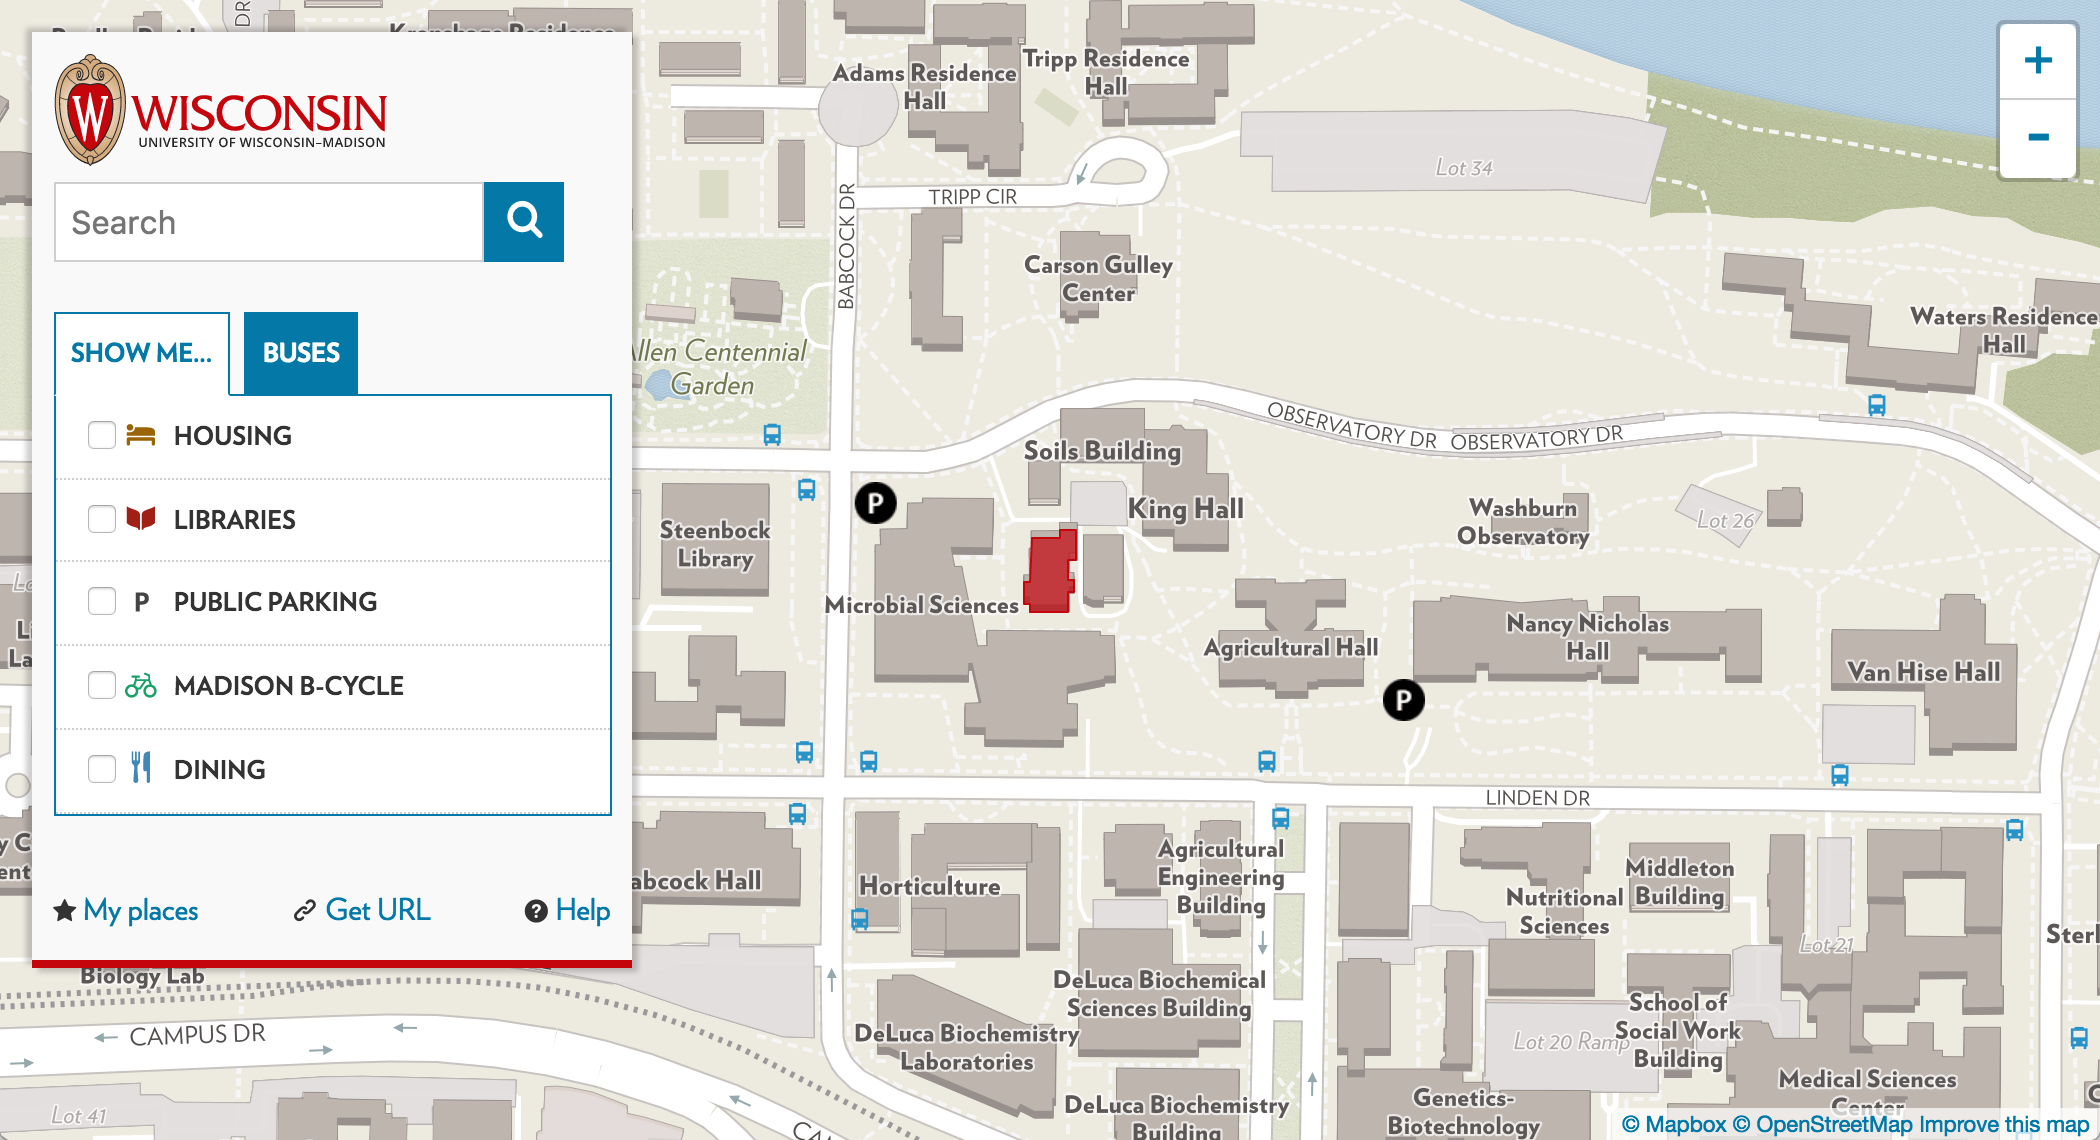 DR
WISCONSIN
UNIVERSITY OF WISCONSIN–MADISON
Search
SHOW ME...
BUSES
HOUSING
LIBRARIES
P
PUBLIC PARKING
MADISON B-CYCLE
DINING
My places
Get URL
? Help
Biology Lab
CAMPUS DR
Lot 41
Adams Residence
Hall
Tripp Residence
Hall
Lot 34
+
-
TRIPP CIR
BABCOCK DR
Carson Gulley
Center
Waters Residence
Hall
llen Centennial
Garden
OBSERVATORY DR
OBSERVATORY DR
Soils Building
King Hall
P
Steenbock
Library
Washburn
Observatory
Lot 26
Microbial Sciences
Agricultural Hall
Nancy Nicholas
Hall
Van Hise Hall
P
LINDEN DR
abcock Hall
Horticulture
Agricultural
Engineering
Building
Nutritional
Sciences
Middleton
Building
Lot 21
Sterl
DeLuca Biochemical
Sciences Building
DeLuca Biochemistry
Laboratories
Lot 20 Ramp
School of
Social Work
Building
Medical Sciences
Center
DeLuca Biochemistry
Building
Genetics-
Biotechnology
© Mapbox © OpenStreetMap Improve this map